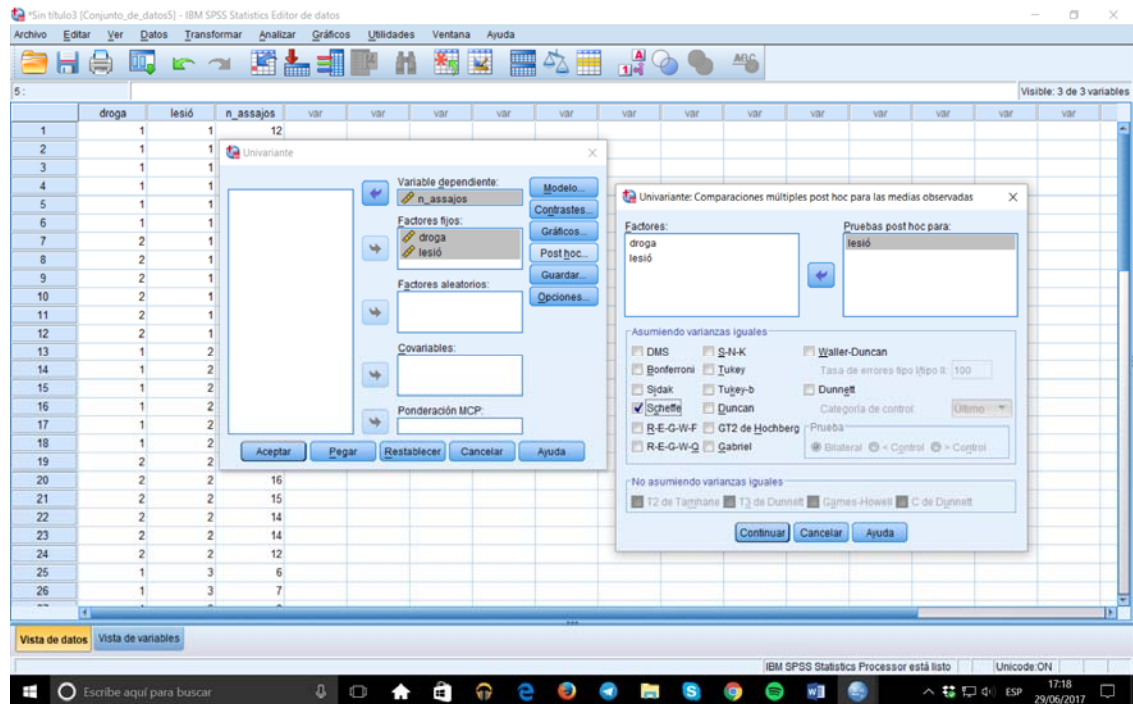 *Sin título3 [Conjunto_de_datos5] - IBM SPSS Statistics Editor de datos
Archivo Editar Ver Datos Transformar Analizar Gráficos Utilidades Ventana Ayuda
5 :
Visible: 3 de 3 variables
droga lesió n_assajos var var var var var var var var var var var var
1 1 1 12
2 1 1
3 1 1
4 1 1
5 1 1
6 1 1
7 2 1
8 2 1
9 2 1
10 2 1
11 2 1
12 2 1
13 1 2
14 1 2
15 1 2
16 1 2
17 1 2
18 1 2
19 2 2
20 2 2 16
21 2 2 15
22 2 2 14
23 2 2 14
24 2 2 12
25 1 3 6
26 1 3 7
Univariante
Variable dependiente:
n_assajos
Factores fijos:
droga
lesió
Factores aleatorios:
Covariables:
Ponderación MCP:
Modelo...
Contrastes...
Gráficos...
Post hoc...
Guardar...
Opciones...
Aceptar Pegar Restablecer Cancelar Ayuda
Univariante: Comparaciones múltiples post hoc para las medias observadas
Factores:
droga
lesió
Pruebas post hoc para:
lesió
Asumiendo varianzas iguales
DMS S-N-K Waller-Duncan
Bonferroni Tukey Tasa de errores tipo I/tipo II: 100
Sidak Tukey-b Dunnett
Scheffe Duncan Categoría de control: Último
R-E-G-W-F GT2 de Hochberg Prueba
R-E-G-W-Q Gabriel Bilateral < Control > Control
No asumiendo varianzas iguales
T2 de Tamhane T3 de Dunnett Games-Howell C de Dunnett
Continuar Cancelar Ayuda
Vista de datos Vista de variables
IBM SPSS Statistics Processor está listo Unicode:ON
Escribe aquí para buscar
ESP
17:18
29/06/2017